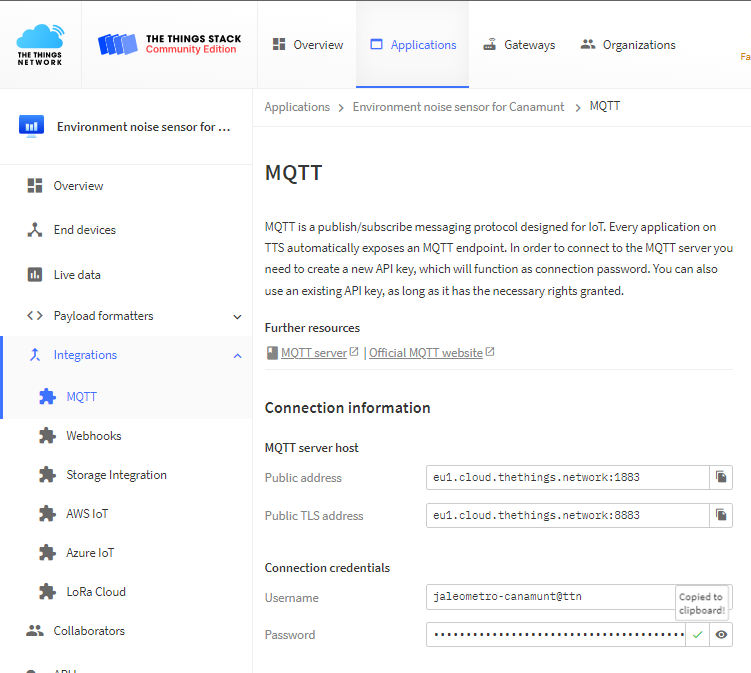 THE THINGS
NETWORK
THE THINGS STACK
Community Edition
Overview
Applications
Gateways
Organizations
Fa
Environment noise sensor for ...
Overview
End devices
Live data
Payload formatters
Integrations
MQTT
Webhooks
Storage Integration
AWS IoT
Azure IoT
LoRa Cloud
Collaborators
Applications > Environment noise sensor for Canamunt > MQTT
MQTT
MQTT is a publish/subscribe messaging protocol designed for IoT. Every application on
TTS automatically exposes an MQTT endpoint. In order to connect to the MQTT server you
need to create a new API key, which will function as connection password. You can also
use an existing API key, as long as it has the necessary rights granted.
Further resources
MQTT server | Official MQTT website
Connection information
MQTT server host
Public address eu1.cloud.thethings.network:1883
Public TLS address eu1.cloud.thethings.network:8883
Connection credentials
Username jaleometro-canamunt@ttn
Copied to
clipboard!
Password